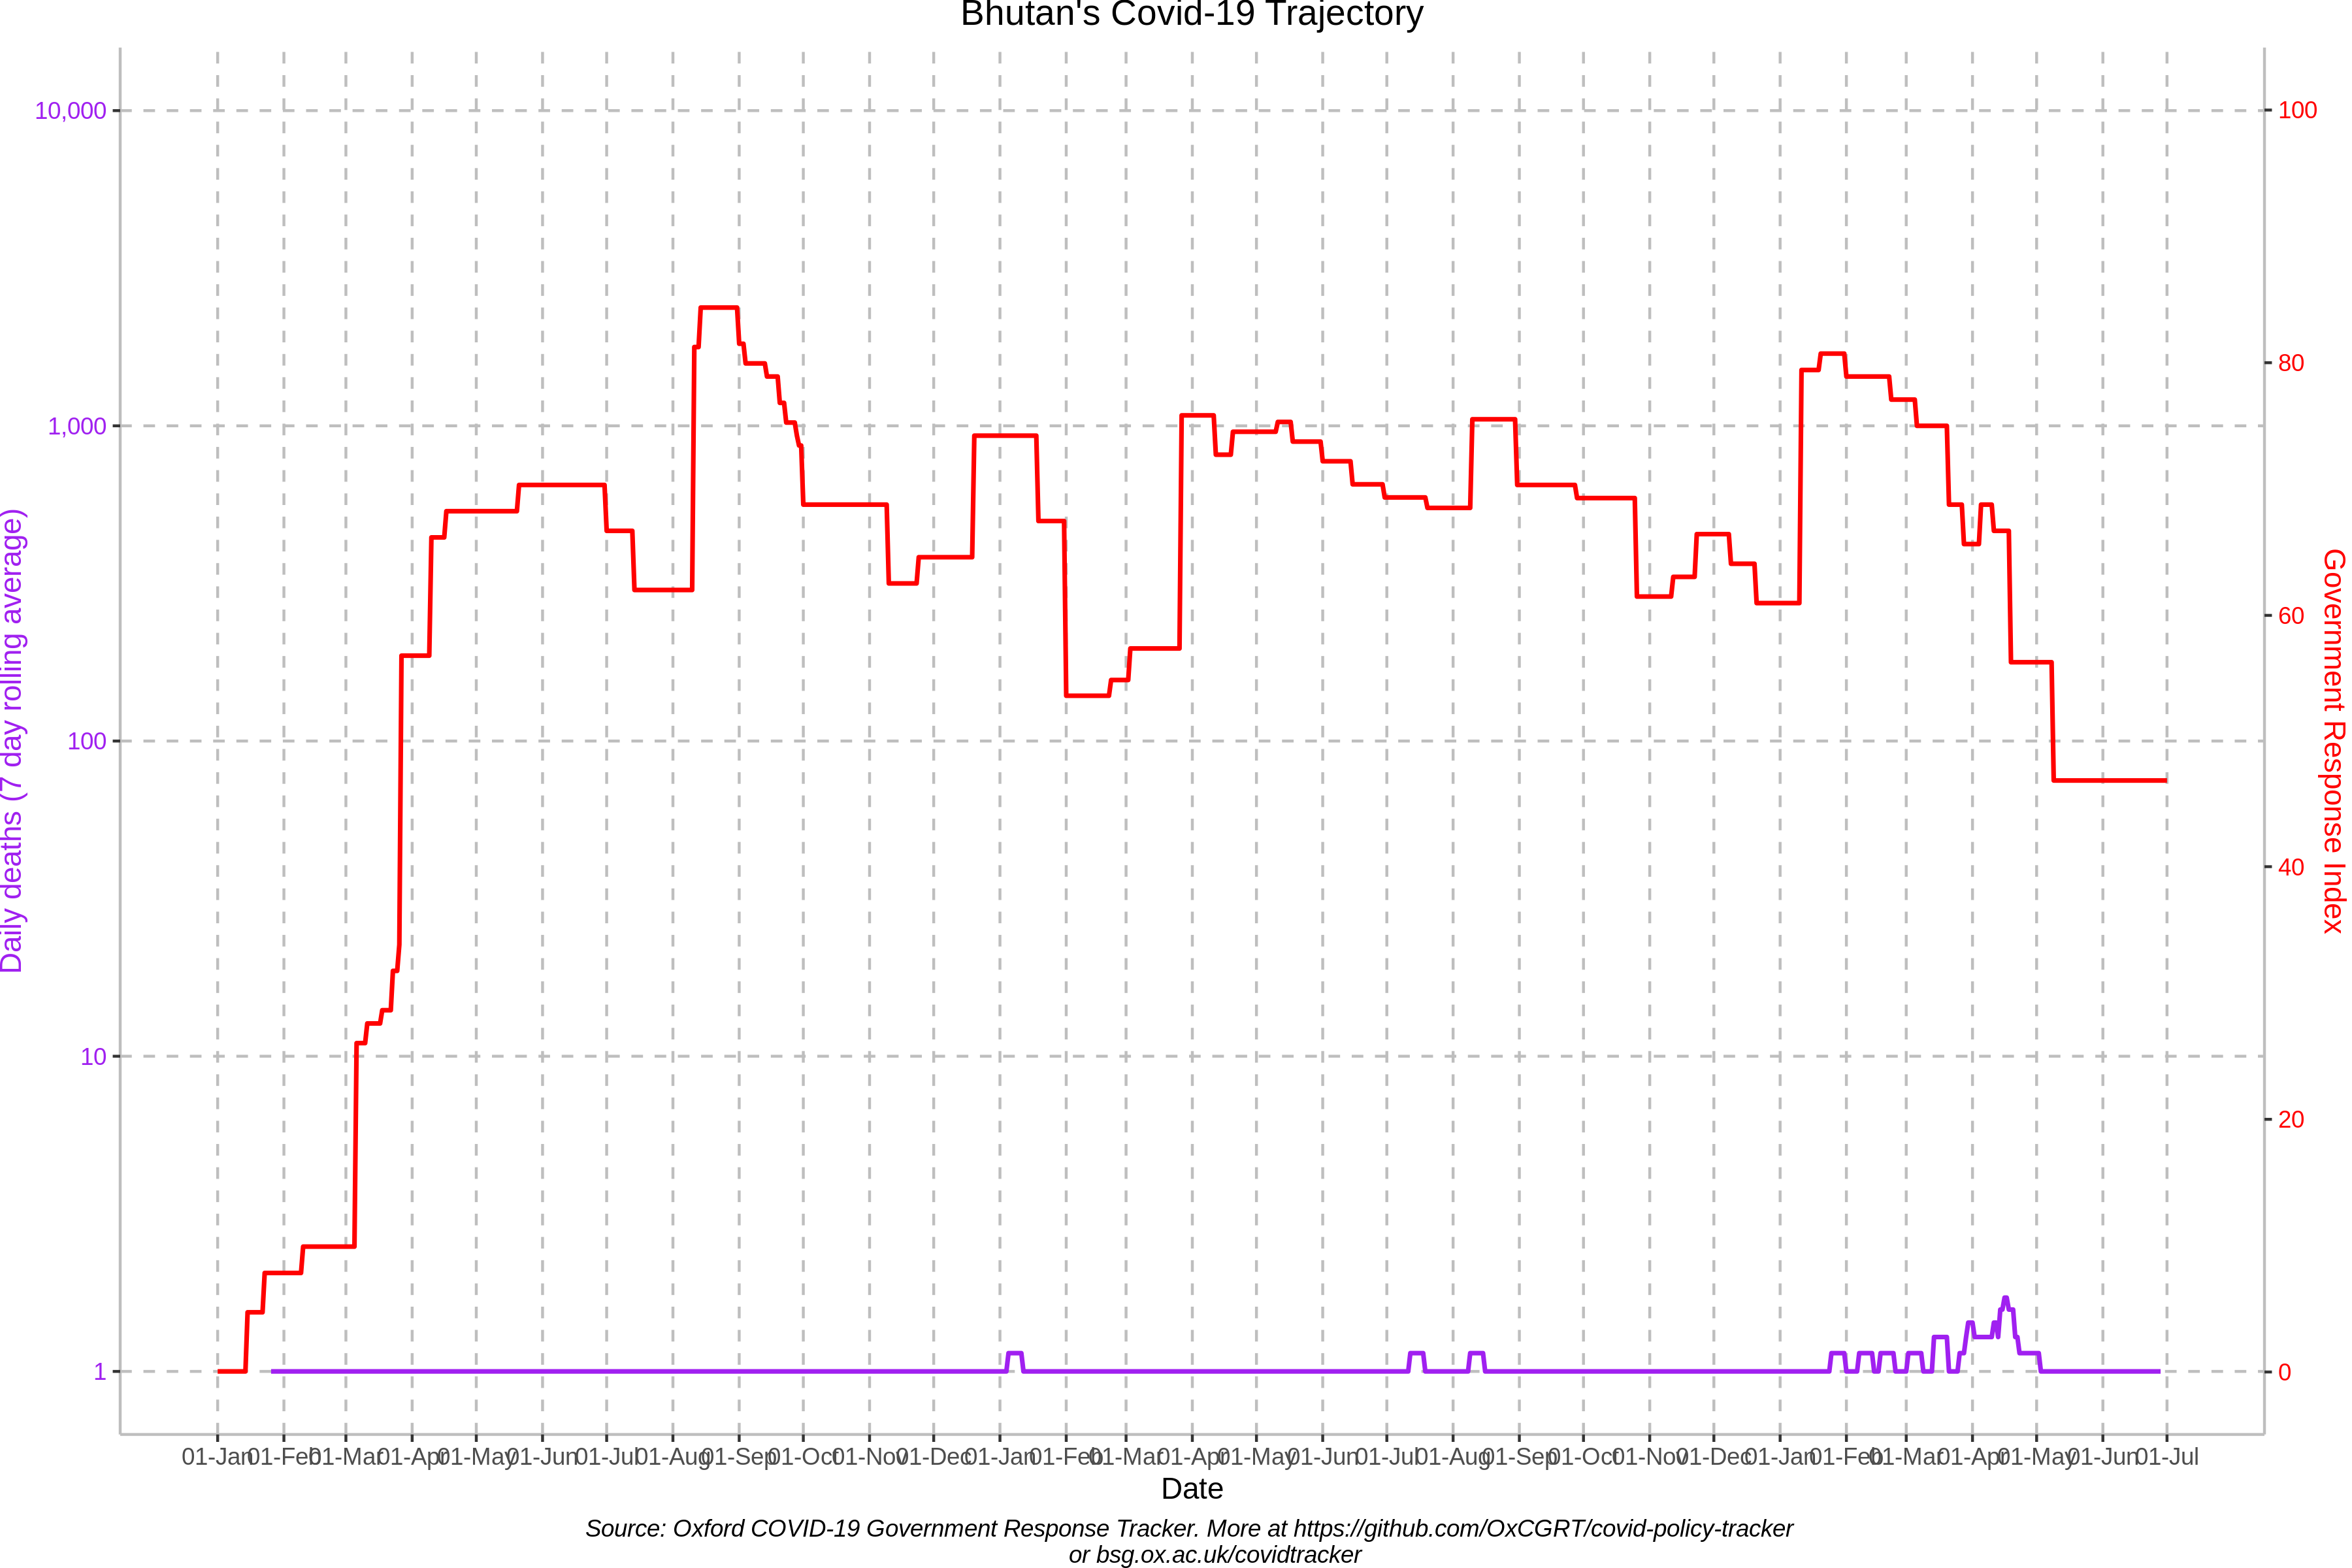 Bhutan's Covid-19 Trajectory
Daily deaths (7 day rolling average)
10,000
1,000
100
10
1
Government Response Index
100
80
60
40
20
0
01-Jan 01-Feb 01-Mar 01-Apr 01-May 01-Jun 01-Jul 01-Aug 01-Sep 01-Oct 01-Nov 01-Dec 01-Jan 01-Feb 01-Mar 01-Apr 01-May 01-Jun 01-Jul 01-Aug 01-Sep 01-Oct 01-Nov 01-Dec 01-Jan 01-Feb 01-Mar 01-Apr 01-May 01-Jun 01-Jul
Date
Source: Oxford COVID-19 Government Response Tracker. More at https://github.com/OxCGRT/covid-policy-tracker
or bsg.ox.ac.uk/covidtracker